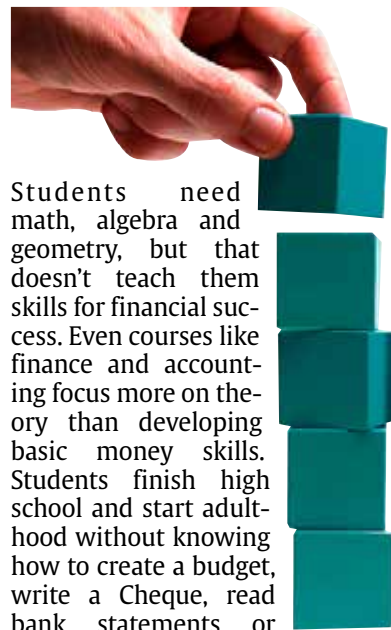 Students need
math, algebra and
geometry, but that
doesn't teach them
skills for financial suc-
cess. Even courses like
finance and account-
ing focus more on the-
ory than developing
basic money skills.
Students finish high
school and start adult-
hood without knowing
how to create a budget,
write a Cheque, read
bank statements or